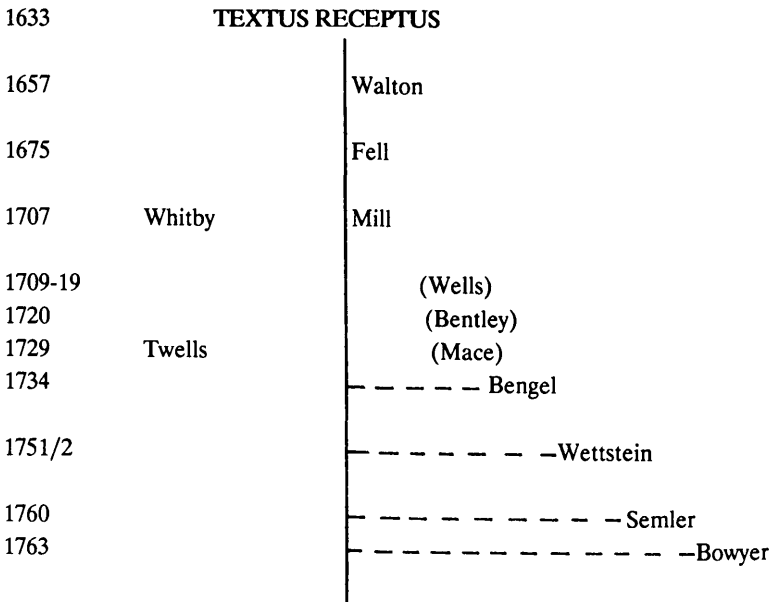 1633 TEXTUS RECEPTUS
1657 Walton
1675 Fell
1707 Whitby Mill
1709-19 (Wells)
1720 (Bentley)
1729 Twells (Mace)
1734 Bengel
1751/2 Wettstein
1760 Semler
1763 Bowyer